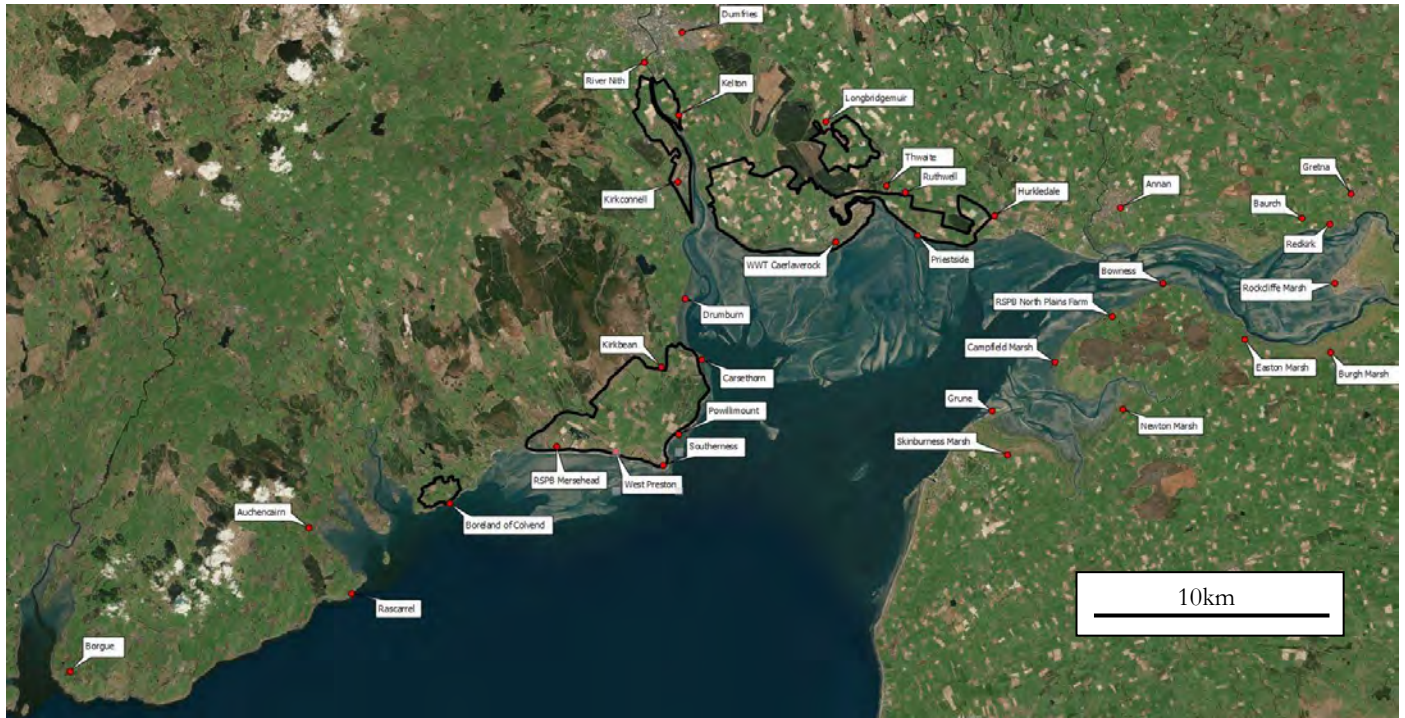 Dumfries
River Nith
Kelton
Longbridgemuir
Thwaite
Ruthwell
Gretna
Kirkconnell
Hurkledale
Annan
Baurch
Redkirk
WWT Caerlaverock
Priestside
Bowness
Rockcliffe Marsh
Drumburn
RSPB North Plains Farm
Kirkbean
Campfield Marsh
Carsethorn
Easton Marsh
Burgh Marsh
Powillimount
Grune
Newton Marsh
Southerness
Skinburness Marsh
RSPB Mersehead
West Preston
Auchencairn
Boreland of Colvend
Rascarrel
10km
Borgue